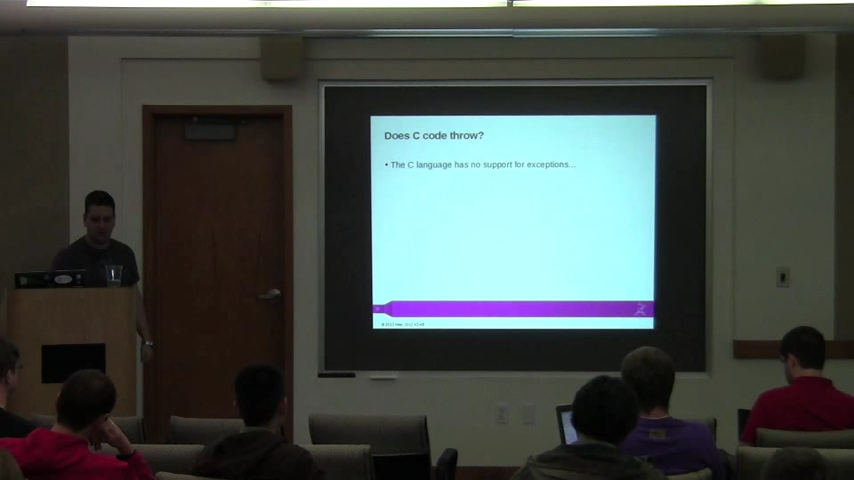 Does C code throw?
• The C language has no support for exceptions...